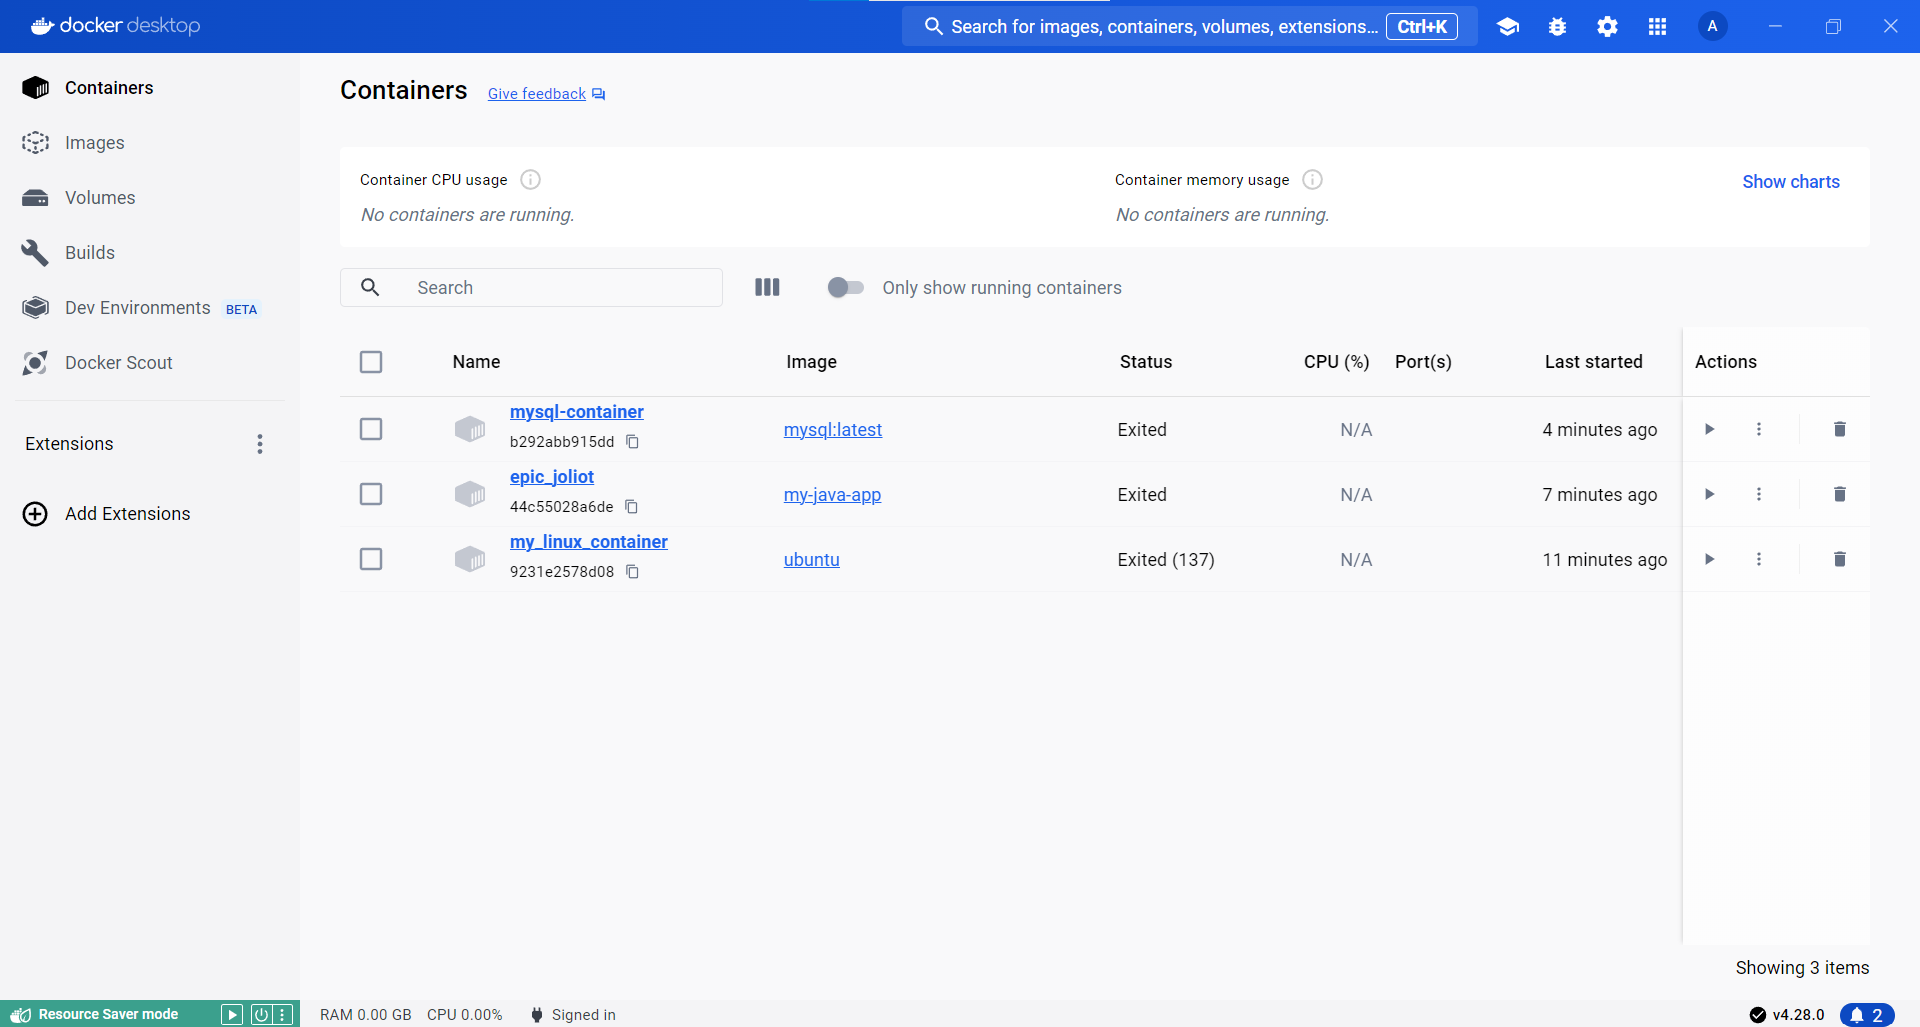 docker desktop
Search for images, containers, volumes, extensions... Ctrl+K
A
Containers
Images
Volumes
Builds
Dev Environments BETA
Docker Scout
Extensions
Add Extensions
Containers Give feedback
Container CPU usage
No containers are running.
Container memory usage
No containers are running.
Show charts
Search
Only show running containers
Name Image Status CPU (%) Port(s) Last started Actions
mysql-container
b292abb915dd
mysql:latest Exited N/A 4 minutes ago
epic_joliot
44c55028a6de
my-java-app Exited N/A 7 minutes ago
my_linux_container
9231e2578d08
ubuntu Exited (137) N/A 11 minutes ago
Showing 3 items
Resource Saver mode
RAM 0.00 GB CPU 0.00% Signed in
v4.28.0
2